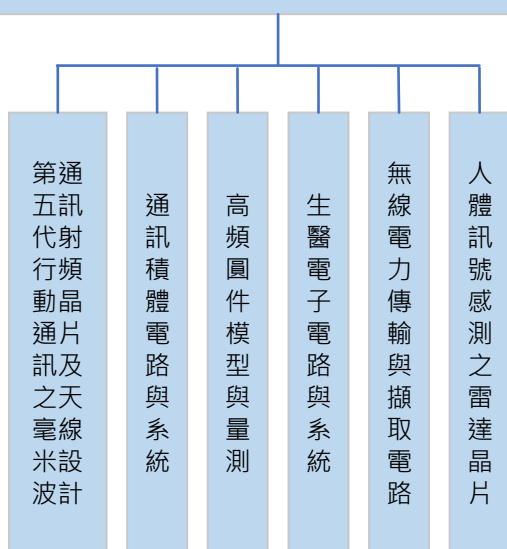 第五代行動通訊之毫米波
通訊射頻晶片及天線設計
通訊積體電路與系統
高頻圓件模型與量測
生醫電子電路與系統
無線電力傳輸與擷取電路
人體訊號感測之雷達晶片